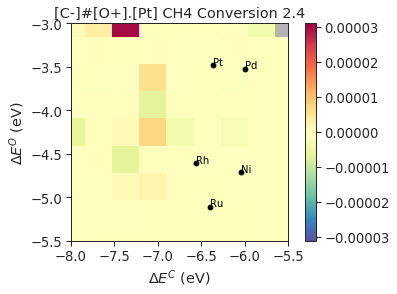 [C-]#[O+].[Pt] CH4 Conversion 2.4
−3.0
−3.5
−4.0
−4.5
−5.0
−5.5
ΔE^O (eV)
Pt
Pd
Rh
Ni
Ru
−8.0 −7.5 −7.0 −6.5 −6.0 −5.5
ΔE^C (eV)
0.00003
0.00002
0.00001
0.00000
−0.00001
−0.00002
−0.00003